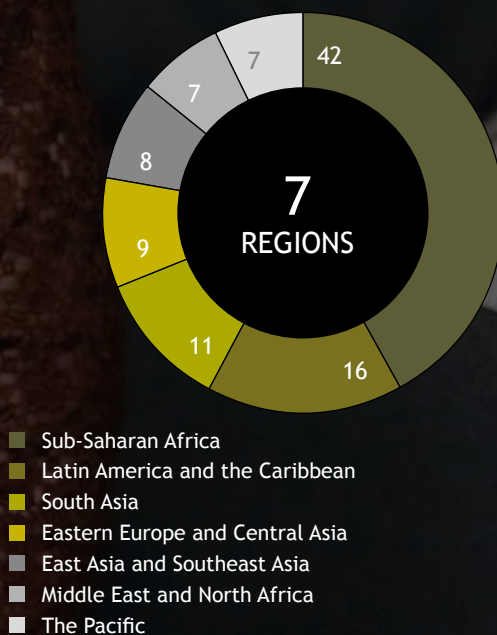 42
7
7
8
9
11
16
7
REGIONS
Sub-Saharan Africa
Latin America and the Caribbean
South Asia
Eastern Europe and Central Asia
East Asia and Southeast Asia
Middle East and North Africa
The Pacific